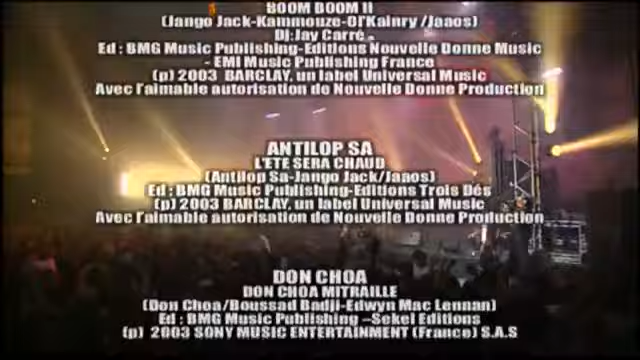 BOOM BOOM II
(Jango Jack-Kammouze-Ol'Kainry /Jaaos)
Dj:Jay Carré
Ed : BMG Music Publishing-Editions Nouvelle Donne Music
- EMI Music Publishing France
(p) 2003 BARCLAY, un label Universal Music
Avec l'aimable autorisation de Nouvelle Donne Production
ANTILOP SA
L'ETE SERA CHAUD
(Antilop Sa-Jango Jack/Jaaos)
Ed : BMG Music Publishing-Editions Trois Dés
(p) 2003 BARCLAY, un label Universal Music
Avec l'aimable autorisation de Nouvelle Donne Production
DON CHOA
DON CHOA MITRAILLE
(Don Choa/Boussad Badji-Edwyn Mac Lennan)
Ed : BMG Music Publishing –Sekel Editions
(p) 2003 SONY MUSIC ENTERTAINMENT (France) S.A.S